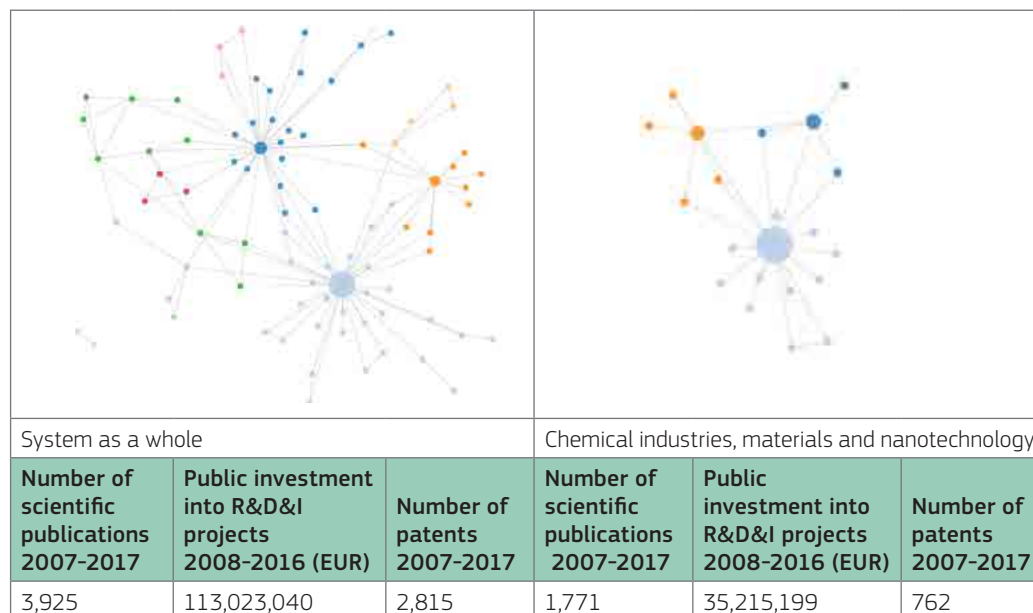 System as a whole
Chemical industries, materials and nanotechnology
Number of
scientific
publications
2007-2017
Public investment
into R&D&I
projects
2008-2016 (EUR)
Number of
patents
2007-2017
Number of
scientific
publications
2007-2017
Public
investment into
R&D&I projects
2008-2016 (EUR)
Number of
patents
2007-2017
3,925
113,023,040
2,815
1,771
35,215,199
762